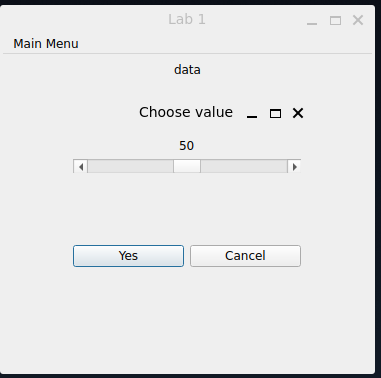 Lab 1
Main Menu
data
Choose value
50
Yes
Cancel